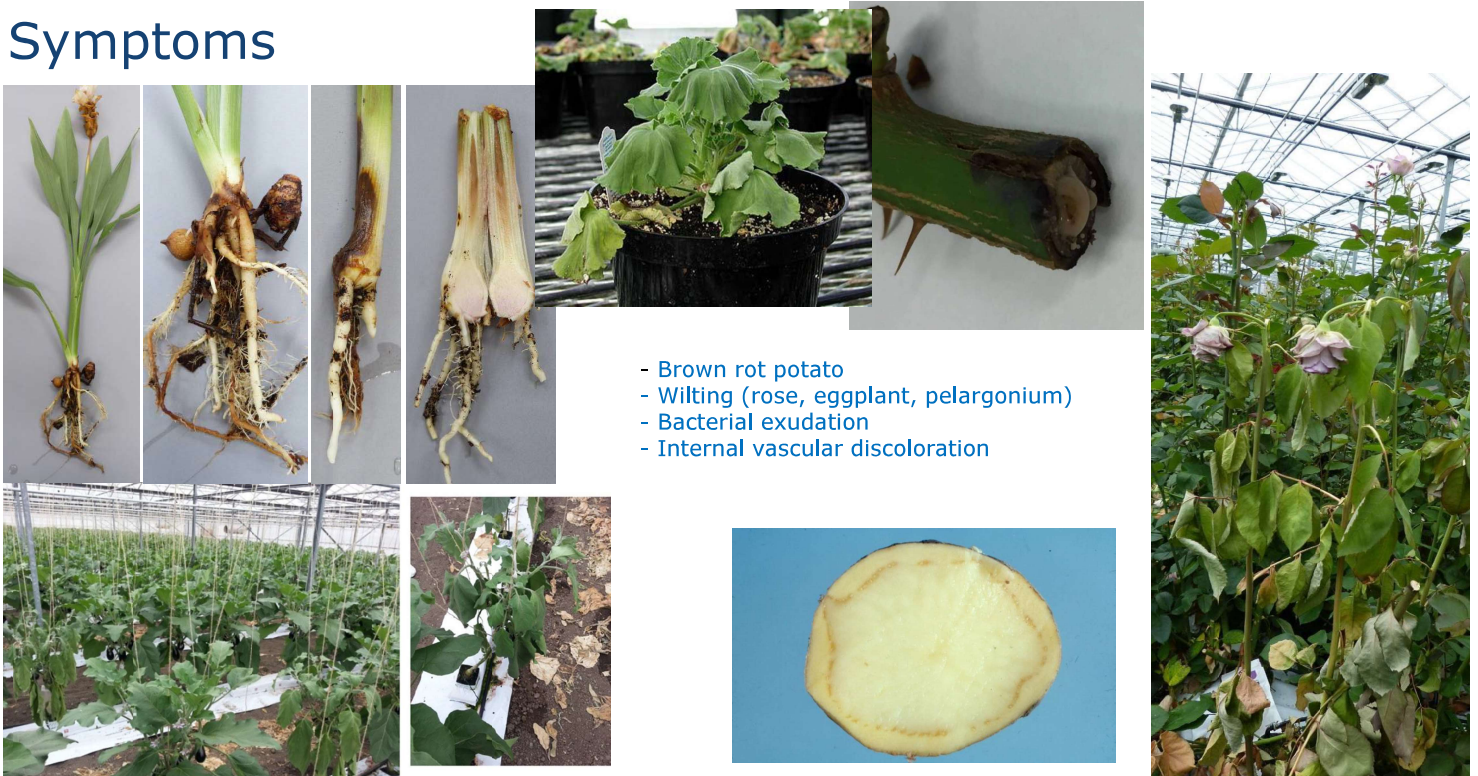 Symptoms
- Brown rot potato
- Wilting (rose, eggplant, pelargonium)
- Bacterial exudation
- Internal vascular discoloration